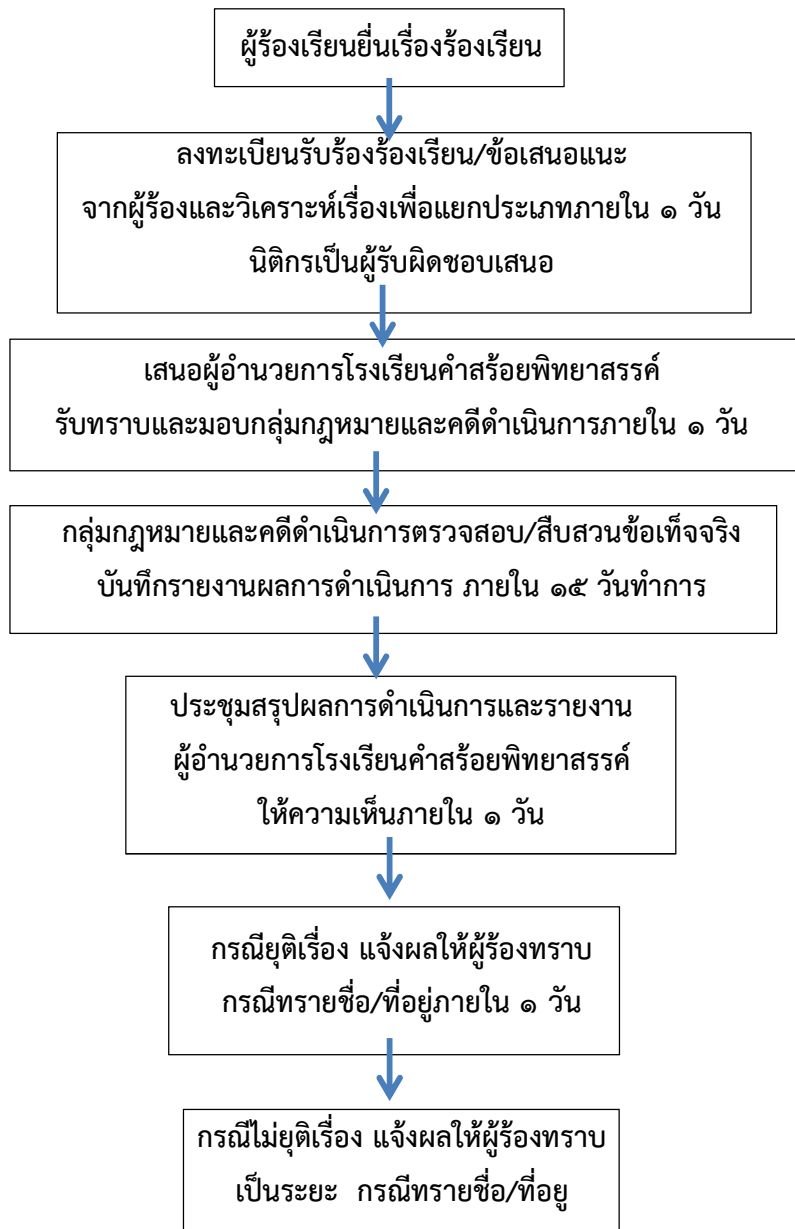 ผู้ร้องเรียนยื่นเรื่องร้องเรียน
ลงทะเบียนรับร้องร้องเรียน/ข้อเสนอแนะ
จากผู้ร้องและวิเคราะห์เรื่องเพื่อแยกประเภทภายใน ๑ วัน
นิติกรเป็นผู้รับผิดชอบเสนอ
เสนอผู้อำนวยการโรงเรียนคำสร้อยพิทยาสรรค์
รับทราบและมอบกลุ่มกฎหมายและคดีดำเนินการภายใน ๑ วัน
กลุ่มกฎหมายและคดีดำเนินการตรวจสอบ/สืบสวนข้อเท็จจริง
บันทึกรายงานผลการดำเนินการ ภายใน ๑๕ วันทำการ
ประชุมสรุปผลการดำเนินการและรายงาน
ผู้อำนวยการโรงเรียนคำสร้อยพิทยาสรรค์
ให้ความเห็นภายใน ๑ วัน
กรณียุติเรื่อง แจ้งผลให้ผู้ร้องทราบ
กรณีทรายชื่อ/ที่อยู่ภายใน ๑ วัน
กรณีไม่ยุติเรื่อง แจ้งผลให้ผู้ร้องทราบ
เป็นระยะ กรณีทรายชื่อ/ที่อยู